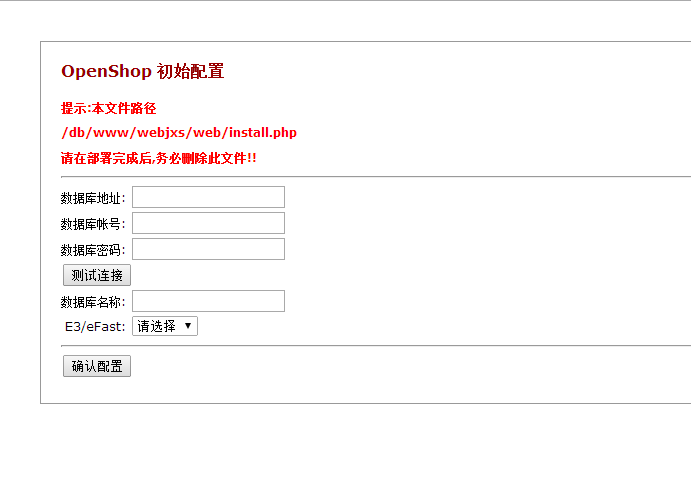 OpenShop 初始配置
提示:本文件路径
/db/www/webjxs/web/install.php
请在部署完成后,务必删除此文件!!
数据库地址:
数据库帐号:
数据库密码:
测试连接
数据库名称:
E3/eFast: 请选择
确认配置